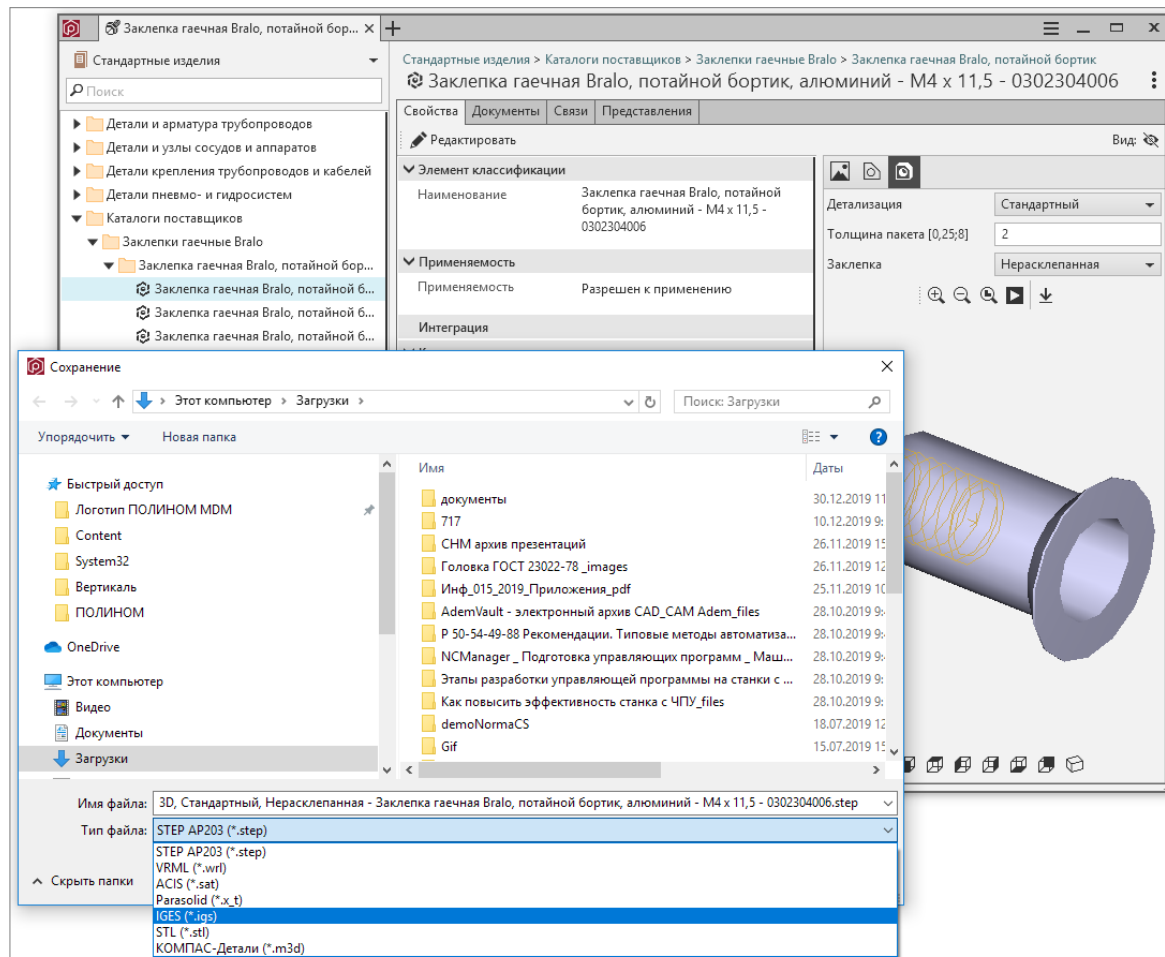 Заклепка гаечная Bralo, потайной бор...
Стандартные изделия
Поиск
Детали и арматура трубопроводов
Детали и узлы сосудов и аппаратов
Детали крепления трубопроводов и кабелей
Детали пневмо- и гидросистем
Каталоги поставщиков
Заклепки гаечные Bralo
Заклепка гаечная Bralo, потайной бор...
Заклепка гаечная Bralo, потайной б...
Заклепка гаечная Bralo, потайной б...
Заклепка гаечная Bralo, потайной б...
Стандартные изделия > Каталоги поставщиков > Заклепки гаечные Bralo > Заклепка гаечная Bralo, потайной бортик
Заклепка гаечная Bralo, потайной бортик, алюминий - М4 x 11,5 - 0302304006
Свойства Документы Связи Представления
Редактировать
Вид:
Элемент классификации
Наименование
Заклепка гаечная Bralo, потайной
бортик, алюминий - М4 x 11,5 -
0302304006
Применяемость
Применяемость Разрешен к применению
Интеграция
Детализация Стандартный
Толщина пакета [0,25;8] 2
Заклепка Нерасклепанная
Сохранение
Этот компьютер > Загрузки >
Поиск: Загрузки
Упорядочить Новая папка
Быстрый доступ
Логотип ПОЛИНОМ MDM
Content
System32
Вертикаль
ПОЛИНОМ
OneDrive
Этот компьютер
Видео
Документы
Загрузки
Имя Даты
документы 30.12.2019 11
717 10.12.2019 9:
СНМ архив презентаций 26.11.2019 15
Головка ГОСТ 23022-78 _images 26.11.2019 12
Инф_015_2019_Приложения_pdf 25.11.2019 10
AdemVault - электронный архив CAD_CAM Adem_files 28.10.2019 9:
Р 50-54-49-88 Рекомендации. Типовые методы автоматиза... 28.10.2019 9:
NCManager _ Подготовка управляющих программ _ Маш... 28.10.2019 9:
Этапы разработки управляющей программы на станки с ... 28.10.2019 9:
Как повысить эффективность станка с ЧПУ_files 28.10.2019 9:
demoNormaCS 18.07.2019 12
Gif 15.07.2019 15
Имя файла: 3D, Стандартный, Нерасклепанная - Заклепка гаечная Bralo, потайной бортик, алюминий - М4 x 11,5 - 0302304006.step
Тип файла: STEP AP203 (*.step)
STEP AP203 (*.step)
VRML (*.wrl)
ACIS (*.sat)
Parasolid (*.x_t)
IGES (*.igs)
STL (*.stl)
КОМПАС-Детали (*.m3d)
Скрыть папки